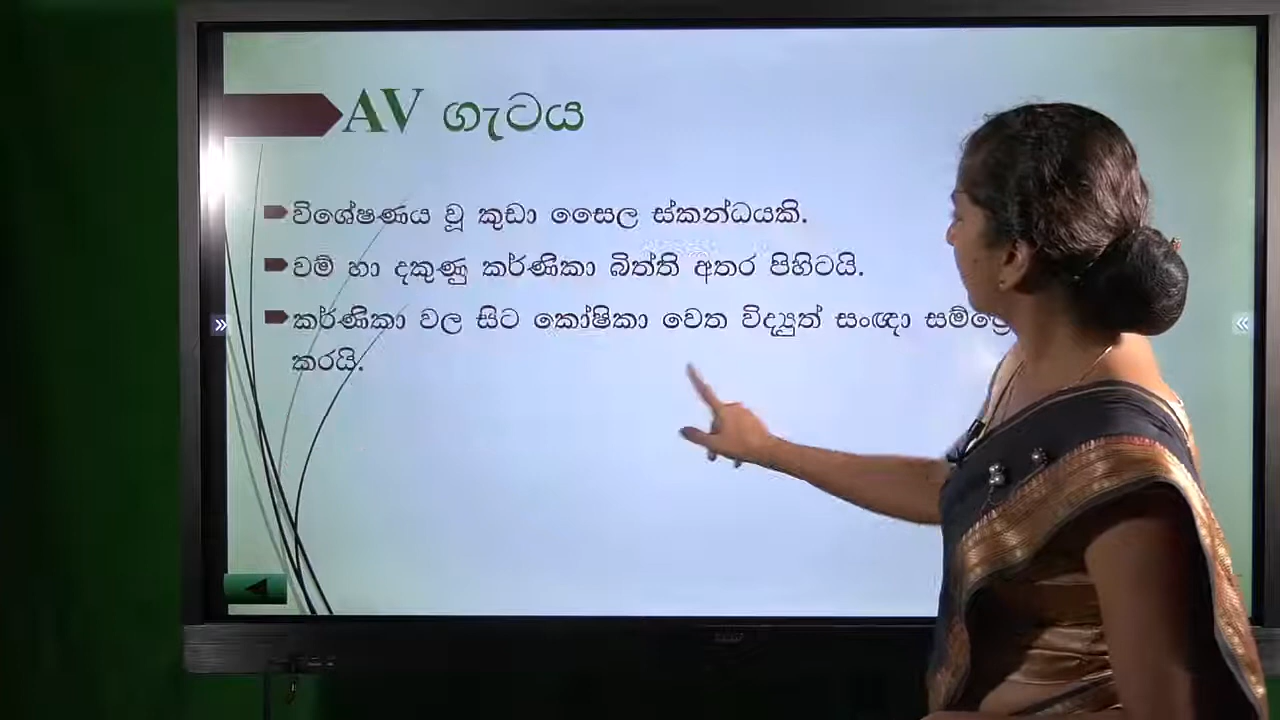 AV ගැටය
විශේෂණය වූ කුඩා සෛල ස්කන්ධයකි.
වම් හා දකුණු කර්ණිකා බිත්ති අතර පිහිටයි.
කර්ණිකා වල සිට කෝෂිකා වෙත විද්‍යුත් සංඥා
කරයි.